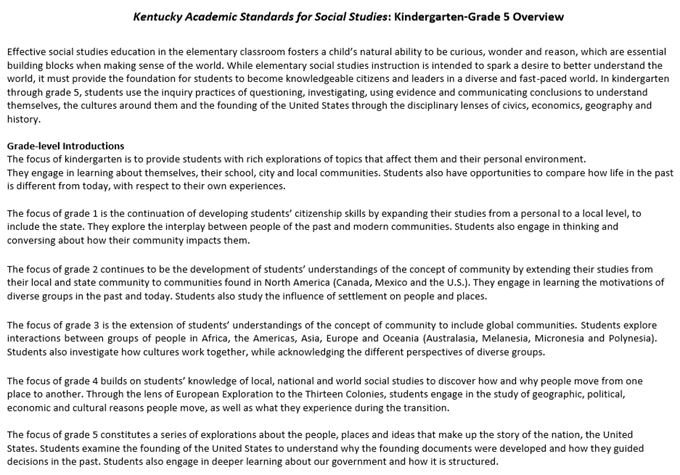 Kentucky Academic Standards for Social Studies: Kindergarten-Grade 5 Overview
Effective social studies education in the elementary classroom fosters a child's natural ability to be curious, wonder and reason, which are essential
building blocks when making sense of the world. While elementary social studies instruction is intended to spark a desire to better understand the
world, it must provide the foundation for students to become knowledgeable citizens and leaders in a diverse and fast-paced world. In kindergarten
through grade 5, students use the inquiry practices of questioning, investigating, using evidence and communicating conclusions to understand
themselves, the cultures around them and the founding of the United States through the disciplinary lenses of civics, economics, geography and
history.
Grade-level Introductions
The focus of kindergarten is to provide students with rich explorations of topics that affect them and their personal environment.
They engage in learning about themselves, their school, city and local communities. Students also have opportunities to compare how life in the past
is different from today, with respect to their own experiences.
The focus of grade 1 is the continuation of developing students' citizenship skills by expanding their studies from a personal to a local level, to
include the state. They explore the interplay between people of the past and modern communities. Students also engage in thinking and
conversing about how their community impacts them.
The focus of grade 2 continues to be the development of students' understandings of the concept of community by extending their studies from
their local and state community to communities found in North America (Canada, Mexico and the U.S.). They engage in learning the motivations of
diverse groups in the past and today. Students also study the influence of settlement on people and places.
The focus of grade 3 is the extension of students' understandings of the concept of community to include global communities. Students explore
interactions between groups of people in Africa, the Americas, Asia, Europe and Oceania (Australasia, Melanesia, Micronesia and Polynesia).
Students also investigate how cultures work together, while acknowledging the different perspectives of diverse groups.
The focus of grade 4 builds on students' knowledge of local, national and world social studies to discover how and why people move from one
place to another. Through the lens of European Exploration to the Thirteen Colonies, students engage in the study of geographic, political,
economic and cultural reasons people move, as well as what they experience during the transition.
The focus of grade 5 constitutes a series of explorations about the people, places and ideas that make up the story of the nation, the United
States. Students examine the founding of the United States to understand why the founding documents were developed and how they guided
decisions in the past. Students also engage in deeper learning about our government and how it is structured.